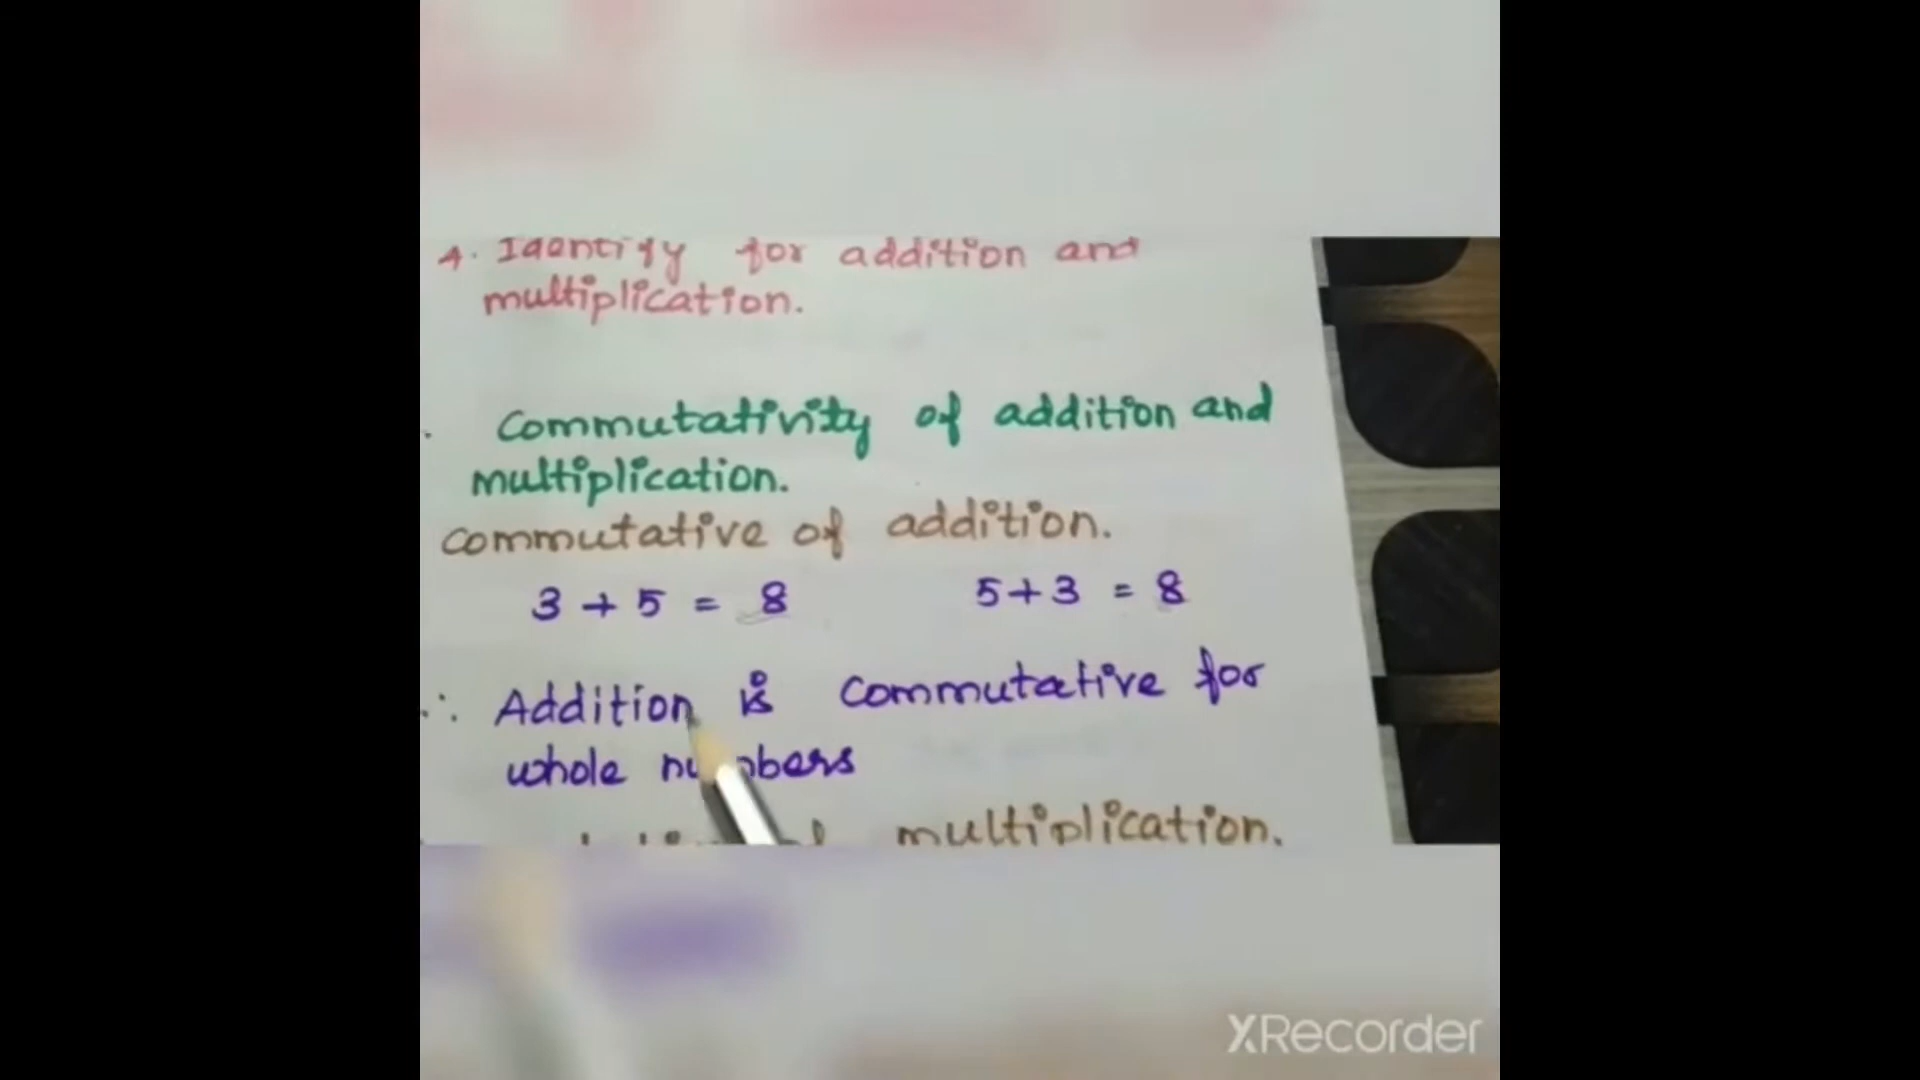 4. Identity for addition and
multiplication.
Commutativity of addition and
multiplication.
commutative of addition.
3 + 5 = 8 5+3 = 8
∴ Addition is commutative for
whole numbers
multiplication.
XRecorder